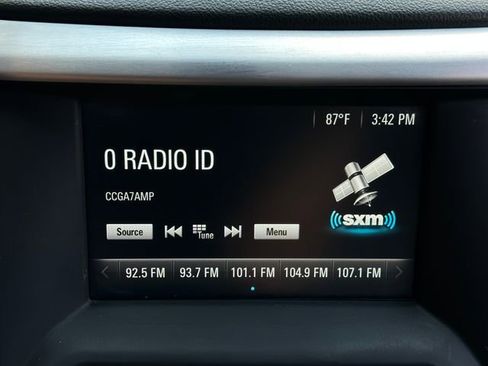 87°F 3:42 PM
0 RADIO ID
CCGA7AMP
((sxm))
Source Tune Menu
92.5 FM 93.7 FM 101.1 FM 104.9 FM 107.1 FM